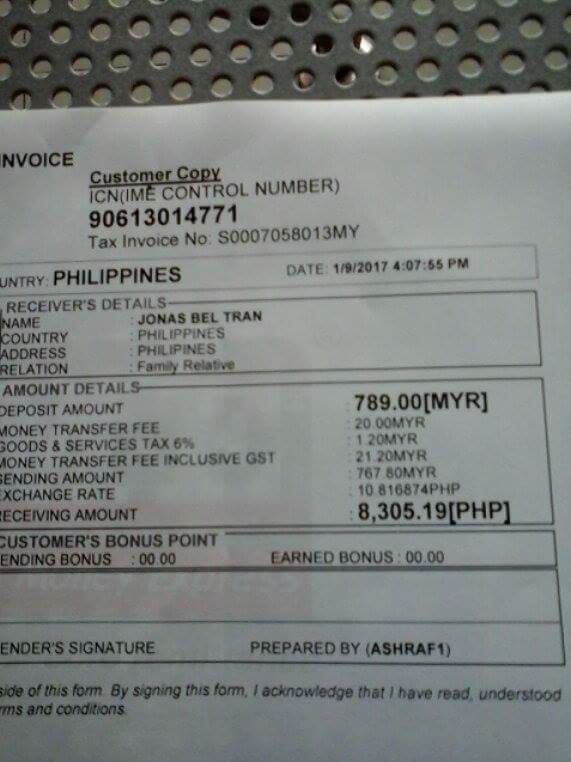 INVOICE
Customer Copy
ICN(IME CONTROL NUMBER)
90613014771
Tax Invoice No: S0007058013MY
UNTRY: PHILIPPINES DATE: 1/9/2017 4:07:55 PM
RECEIVER'S DETAILS
NAME : JONAS BEL TRAN
COUNTRY : PHILIPPINES
ADDRESS : PHILIPINES
RELATION : Family Relative
AMOUNT DETAILS
DEPOSIT AMOUNT : 789.00[MYR]
MONEY TRANSFER FEE : 20.00MYR
GOODS & SERVICES TAX 6% : 1.20MYR
MONEY TRANSFER FEE INCLUSIVE GST : 21.20MYR
SENDING AMOUNT : 767.80MYR
EXCHANGE RATE : 10.816874PHP
RECEIVING AMOUNT : 8,305.19[PHP]
CUSTOMER'S BONUS POINT
ENDING BONUS : 00.00 EARNED BONUS : 00.00
ENDER'S SIGNATURE PREPARED BY (ASHRAF1)
side of this form. By signing this form, I acknowledge that I have read, understood
rms and conditions.